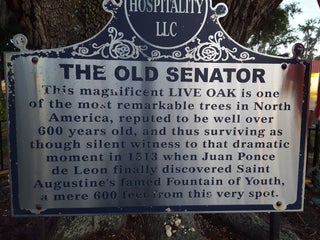 HOSPITALITY
LLC
THE OLD SENATOR
This magnificent LIVE OAK is one
of the most remarkable trees in North
America, reputed to be well over
600 years old, and thus surviving as
though silent witness to that dramatic
moment in 1513 when Juan Ponce
de Leon finally discovered Saint
Augustine's famed Fountain of Youth,
a mere 600 feet from this very spot.